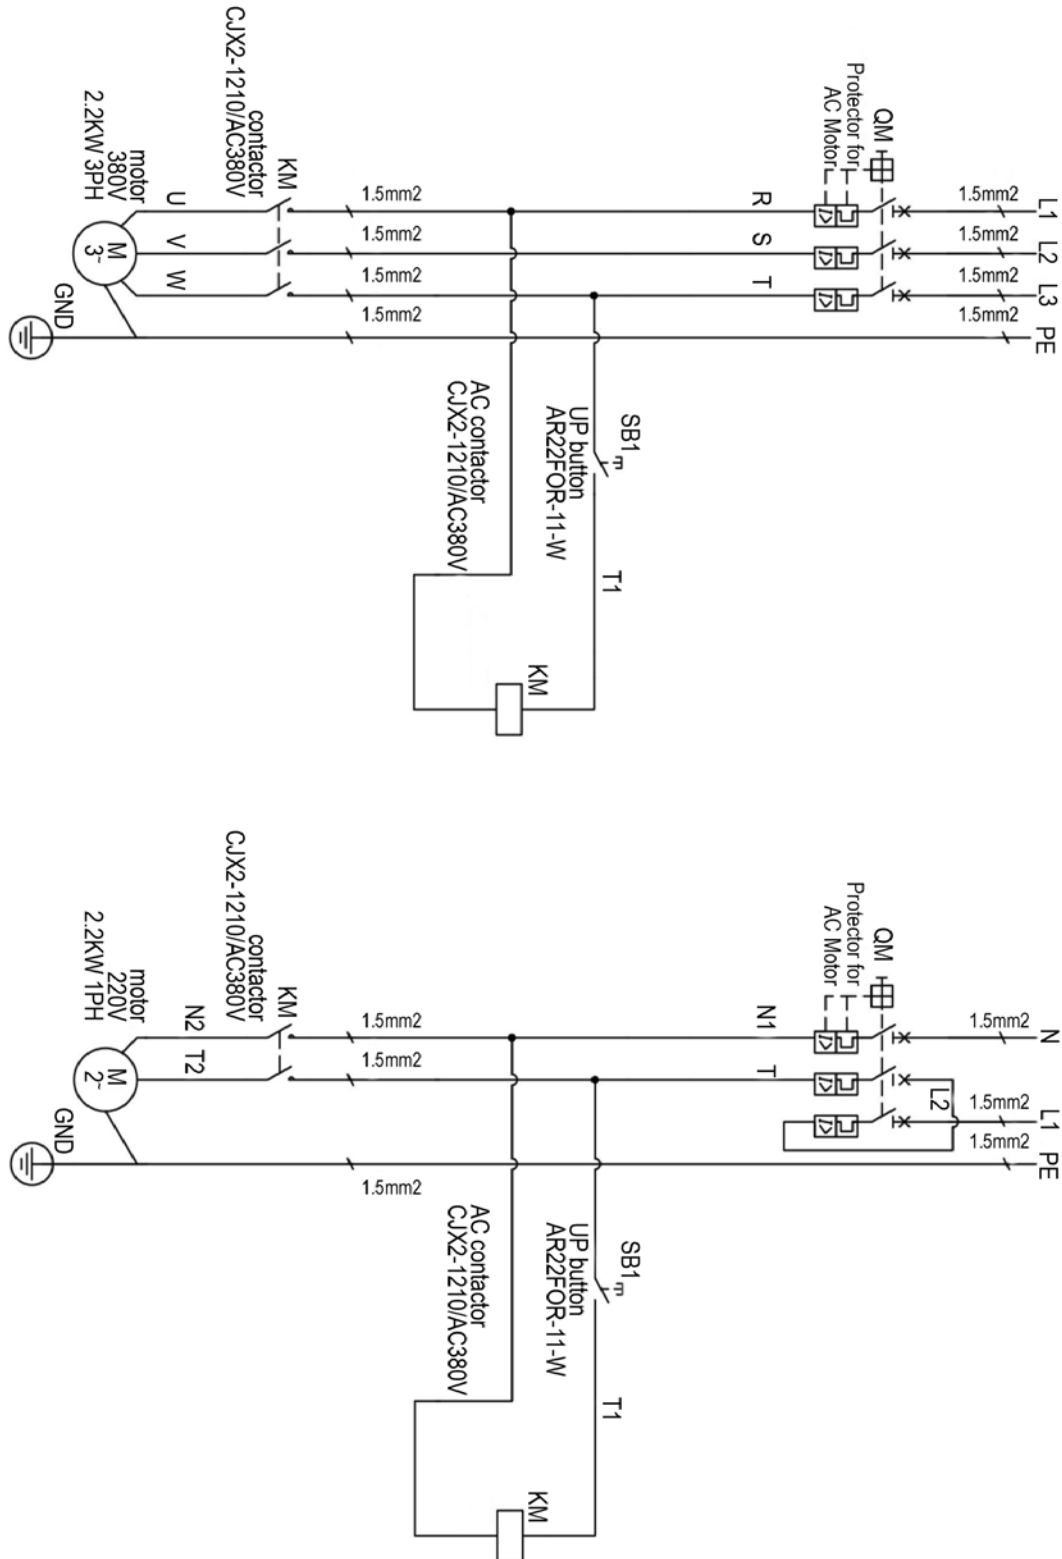 L1
L2
L3
PE
1.5mm2
1.5mm2
1.5mm2
1.5mm2
QM
Protector for
AC Motor
R
S
T
SB1
UP button
AR22FOR-11-W
T1
KM
AC contactor
CJX2-1210/AC380V
1.5mm2
1.5mm2
1.5mm2
1.5mm2
KM
contactor
CJX2-1210/AC380V
U
V
W
motor
380V
2.2KW 3PH
M
3~
GND
N
L1
PE
1.5mm2
1.5mm2
1.5mm2
L2
QM
Protector for
AC Motor
N1
T
SB1
UP button
AR22FOR-11-W
T1
KM
AC contactor
CJX2-1210/AC380V
1.5mm2
1.5mm2
1.5mm2
KM
contactor
CJX2-1210/AC380V
N2
T2
motor
220V
2.2KW 1PH
M
2~
GND